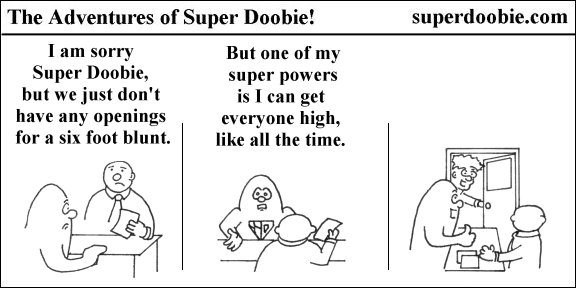 The Adventures of Super Doobie!
superdoobie.com
I am sorry
Super Doobie,
but we just don't
have any openings
for a six foot blunt.
But one of my
super powers
is I can get
everyone high,
like all the time.